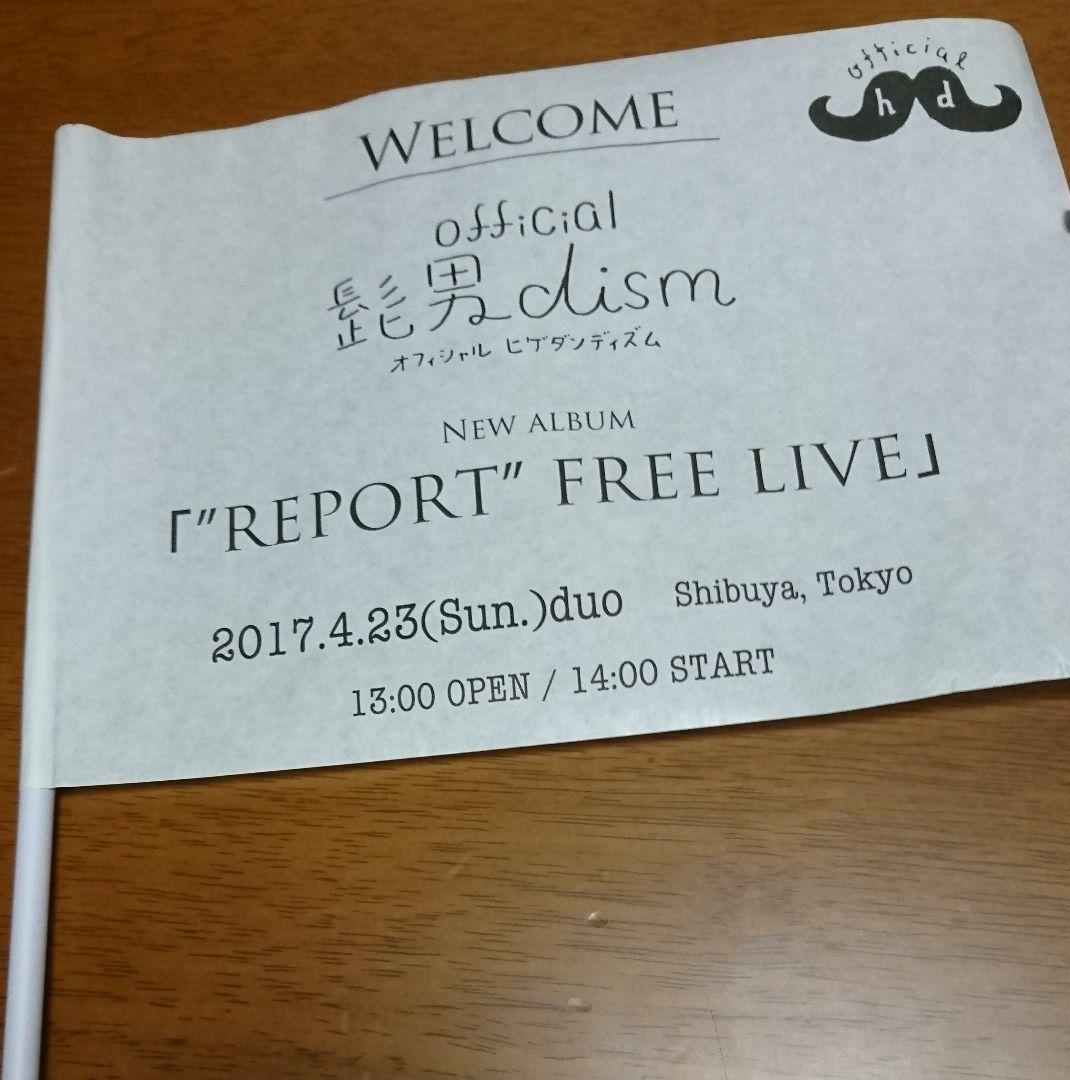 official
h d
WELCOME
official
髭男dism
オフィシャル ヒゲダンディズム
NEW ALBUM
「"REPORT" FREE LIVE」
2017.4.23(Sun.)duo Shibuya, Tokyo
13:00 OPEN / 14:00 START